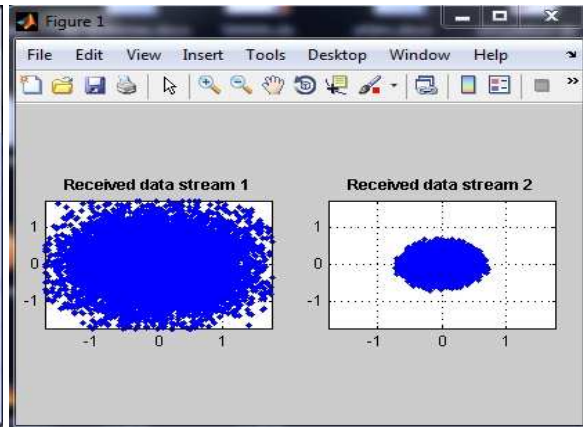 Figure 1
File Edit View Insert Tools Desktop Window Help
Received data stream 1
1
0
-1
-1 0 1
Received data stream 2
1
0
-1
-1 0 1